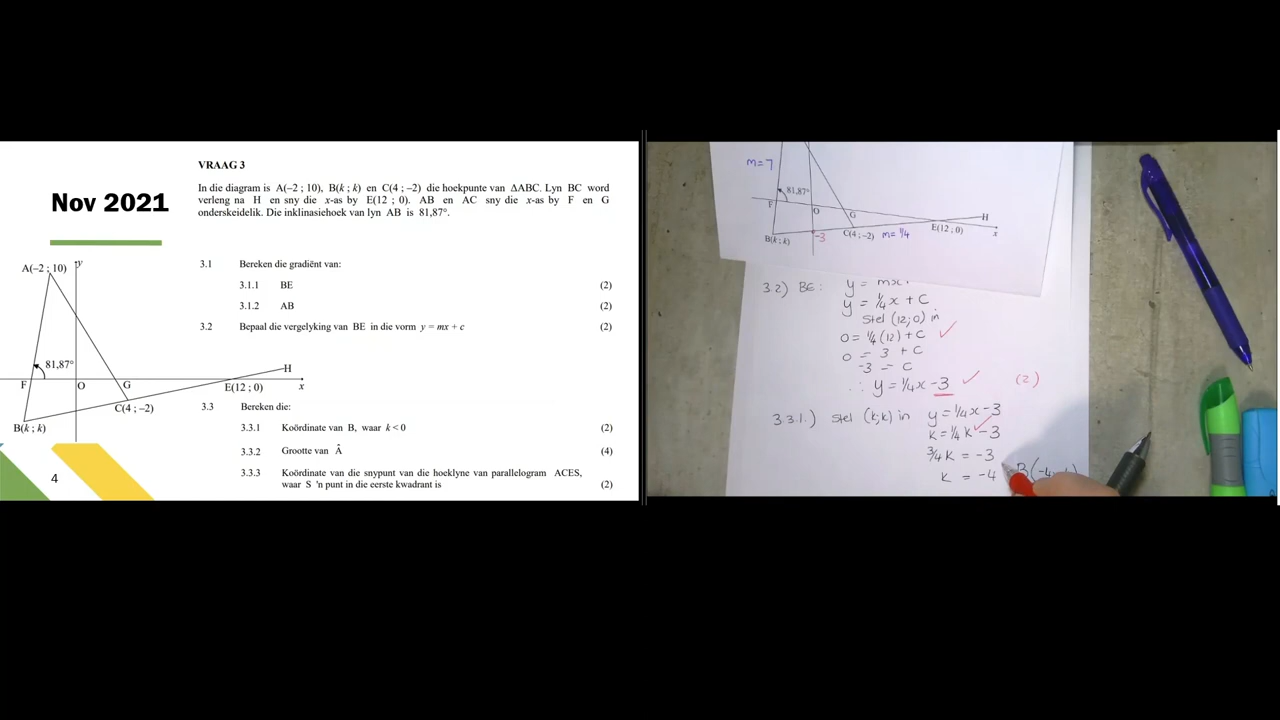 Nov 2021
VRAAG 3
In die diagram is A(–2 ; 10), B(k ; k) en C(4 ; –2) die hoekpunte van ΔABC. Lyn BC word
verleng na H en sny die x-as by E(12 ; 0). AB en AC sny die x-as by F en G
onderskeidelik. Die inklinasiehoek van lyn AB is 81,87°.
3.1 Bereken die gradiënt van:
3.1.1 BE (2)
3.1.2 AB (2)
3.2 Bepaal die vergelyking van BE in die vorm y = mx + c (2)
3.3 Bereken die:
3.3.1 Koördinate van B, waar k < 0 (2)
3.3.2 Grootte van Â (4)
3.3.3 Koördinate van die snypunt van die hoeklyne van parallelogram ACES,
waar S 'n punt in die eerste kwadrant is (2)
A(–2 ; 10)
y
81,87°
H
F
O
G
E(12 ; 0)
x
C(4 ; –2)
B(k ; k)
4
m = 7
81,87°
F
O
G
H
B(k ; k)
-3
C(4 ; –2)
m = 1/4
E(12 ; 0)
x
3.2) BE : y = mx
y = 1/4x + C
Stel (12;0) in
0 = 1/4(12) + C
0 = 3 + C
-3 = C
∴ y = 1/4x -3 (2)
3.3.1.) Stel (k;k) in y = 1/4x -3
k = 1/4k -3
3/4k = -3
k = -4